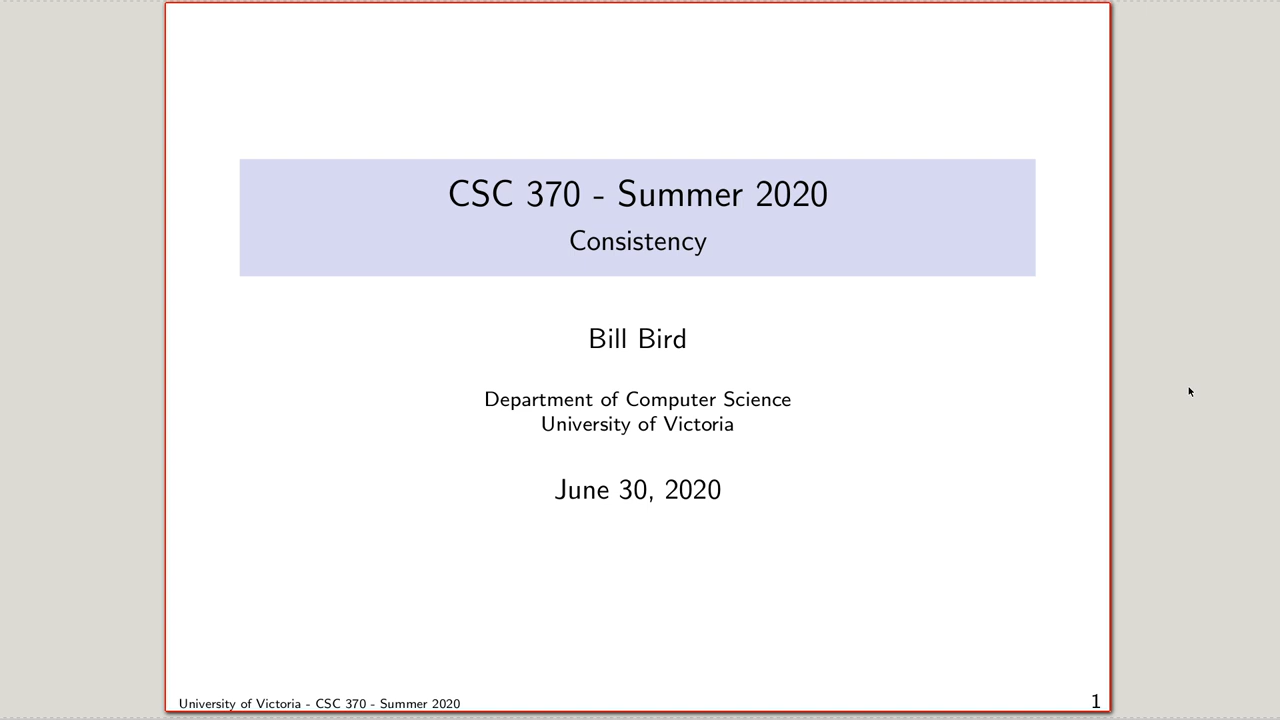 CSC 370 - Summer 2020
Consistency
Bill Bird
Department of Computer Science
University of Victoria
June 30, 2020
University of Victoria - CSC 370 - Summer 2020
1